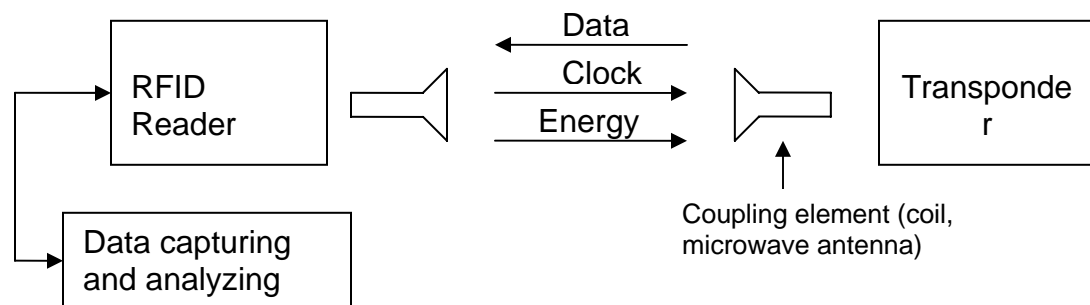 Data
RFID
Reader
Clock
Transponde
r
Energy
Coupling element (coil,
microwave antenna)
Data capturing
and analyzing